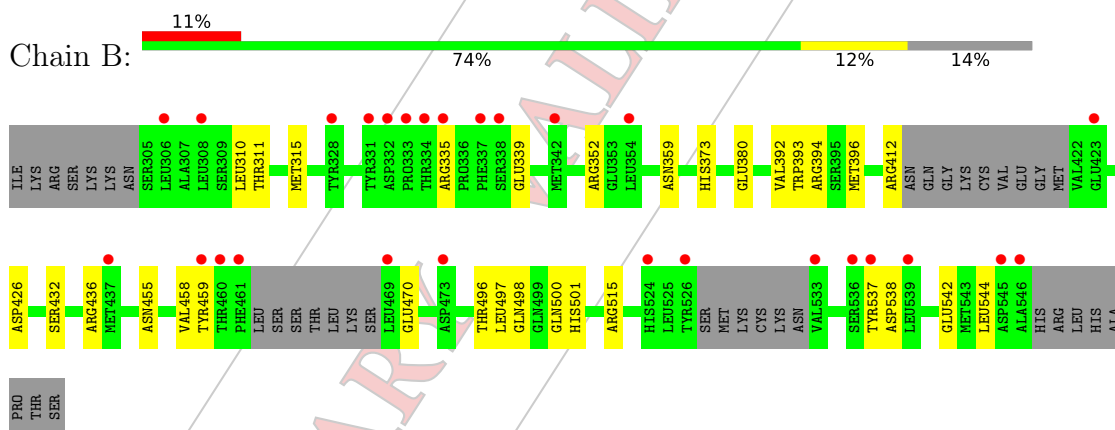 11%
Chain B:
74% 12% 14%
ILE LYS ARG SER LYS LYS ASN SER305 LEU306 ALA307 LEU308 SER309 LEU310 THR311 MET315 TYR328 TYR331 ASP332 PRO333 THR334 ARG335 PRO336 PHE337 SER338 GLU339 MET342 ARG352 GLU353 LEU354 ASN359 HIS373 GLU380 VAL392 TRP393 ARG394 SER395 MET396 ARG412 ASN GLN GLY LYS CYS VAL GLU GLY MET VAL422 GLU423
ASP426 SER432 ARG436 MET437 ASN455 VAL458 TYR459 THR460 PHE461 LEU SER SER THR LEU LYS SER LEU469 GLU470 ASP473 THR496 LEU497 GLN498 GLN499 GLN500 HIS501 ARG515 HIS524 LEU525 TYR526 SER MET LYS CYS LYS ASN VAL533 SER536 TYR537 ASP538 LEU539 GLU542 MET543 LEU544 ASP545 ALA546 HIS ARG LEU HIS ALA
PRO THR SER